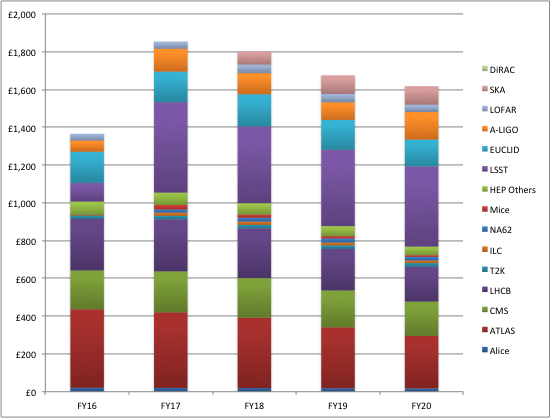 £2,000
£1,800
£1,600
£1,400
£1,200
£1,000
£800
£600
£400
£200
£0
FY16 FY17 FY18 FY19 FY20
DiRAC
SKA
LOFAR
A-LIGO
EUCLID
LSST
HEP Others
Mice
NA62
ILC
T2K
LHCB
CMS
ATLAS
Alice